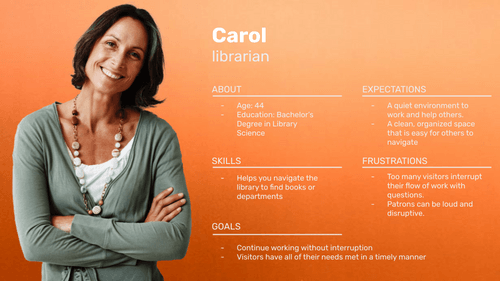 Carol
librarian
ABOUT
- Age: 44
- Education: Bachelor's
Degree in Library
Science
EXPECTATIONS
- A quiet environment to
work and help others.
- A clean, organized space
that is easy for others to
navigate
SKILLS
- Helps you navigate the
library to find books or
departments
FRUSTRATIONS
- Too many visitors interrupt
their flow of work with
questions.
- Patrons can be loud and
disruptive.
GOALS
- Continue working without interruption
- Visitors have all of their needs met in a timely manner